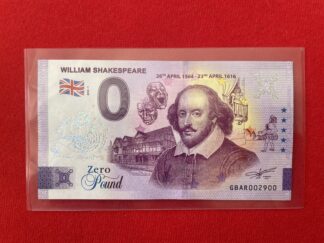 WILLIAM SHAKESPEARE
26TH APRIL 1564 - 23RD APRIL 1616
0
Zero
Pound
GBAR002900